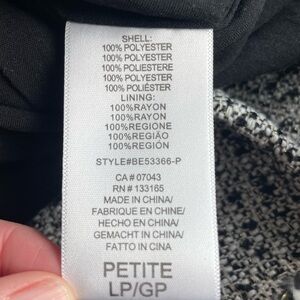 SHELL:
100% POLYESTER
100% POLYESTER
100% POLIESTERE
100% POLYESTER
100% POLIÉSTER
LINING:
100%RAYON
100%RAYON
100%REGIONE
100%REGIÃO
100%REGIÓN
STYLE#BE53366-P
CA# 07043
RN# 133165
MADE IN CHINA/
FABRIQUE EN CHINE/
HECHO EN CHINA/
GEMACHT IN CHINA/
FATTO IN CINA
PETITE
LP/GP